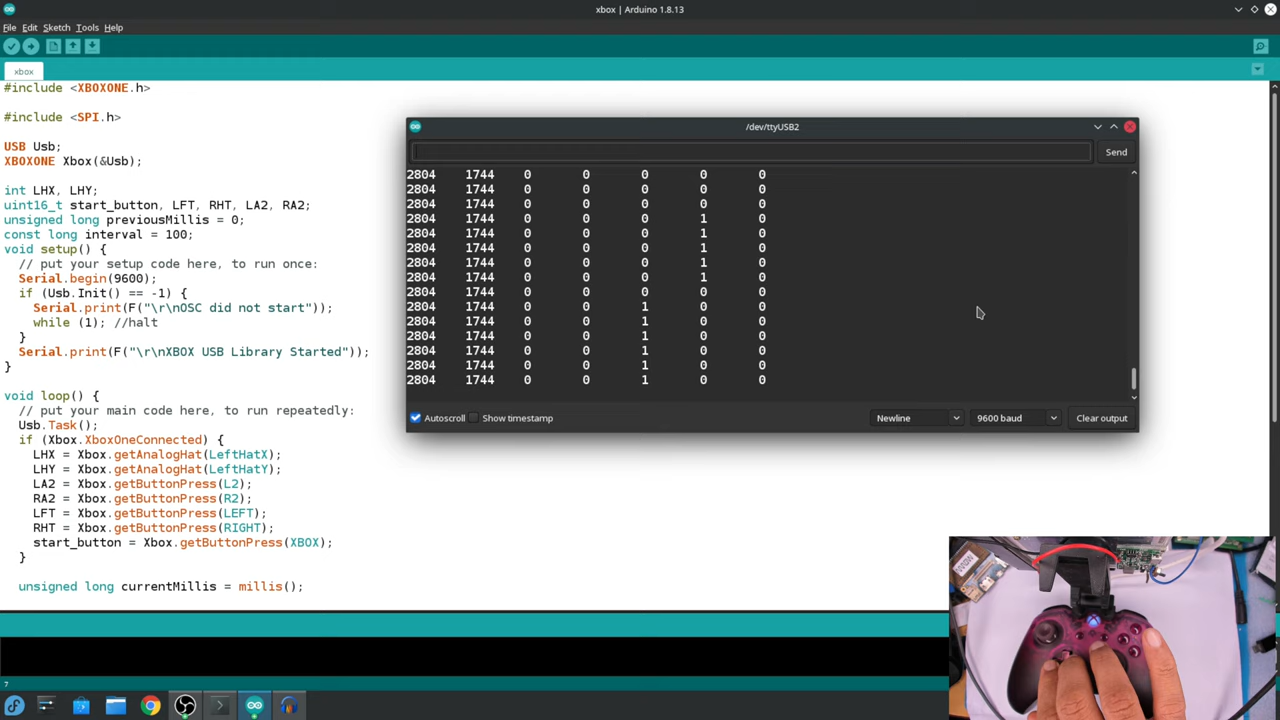 xbox | Arduino 1.8.13
File Edit Sketch Tools Help
xbox
#include <XBOXONE.h>
#include <SPI.h>
USB Usb;
XBOXONE Xbox(&Usb);
int LHX, LHY;
uint16_t start_button, LFT, RHT, LA2, RA2;
unsigned long previousMillis = 0;
const long interval = 100;
void setup() {
// put your setup code here, to run once:
Serial.begin(9600);
if (Usb.Init() == -1) {
Serial.print(F("\r\nOSC did not start"));
while (1); //halt
}
Serial.print(F("\r\nXBOX USB Library Started"));
}
void loop() {
// put your main code here, to run repeatedly:
Usb.Task();
if (Xbox.XboxOneConnected) {
LHX = Xbox.getAnalogHat(LeftHatX);
LHY = Xbox.getAnalogHat(LeftHatY);
LA2 = Xbox.getButtonPress(L2);
RA2 = Xbox.getButtonPress(R2);
LFT = Xbox.getButtonPress(LEFT);
RHT = Xbox.getButtonPress(RIGHT);
start_button = Xbox.getButtonPress(XBOX);
}
unsigned long currentMillis = millis();
/dev/ttyUSB2
Send
2804 1744 0 0 0 0 0
2804 1744 0 0 0 0 0
2804 1744 0 0 0 0 0
2804 1744 0 0 0 1 0
2804 1744 0 0 0 1 0
2804 1744 0 0 0 1 0
2804 1744 0 0 0 1 0
2804 1744 0 0 0 1 0
2804 1744 0 0 0 0 0
2804 1744 0 0 1 0 0
2804 1744 0 0 1 0 0
2804 1744 0 0 1 0 0
2804 1744 0 0 1 0 0
2804 1744 0 0 1 0 0
2804 1744 0 0 1 0 0
Autoscroll Show timestamp Newline 9600 baud Clear output
7